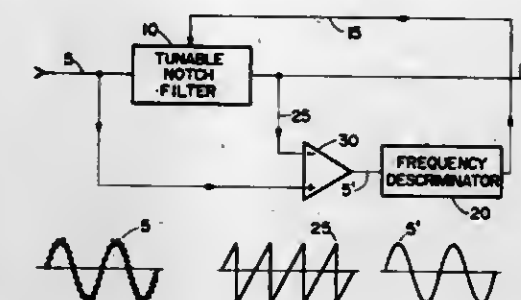 10
15
5
TUNABLE
NOTCH
FILTER
25
30
−
+
5'
FREQUENCY
DESCRIMINATOR
20
5
25
5'